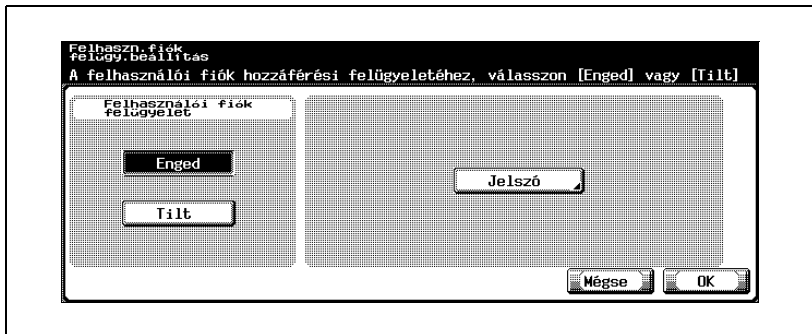 Felhaszn.fiók
felügy.beállítás
A felhasználói fiók hozzáférési felügyeletéhez, válasszon [Enged] vagy [Tilt]
Felhasználói fiók
felügyelet
Enged
Jelszó
Tilt
Mégse
OK